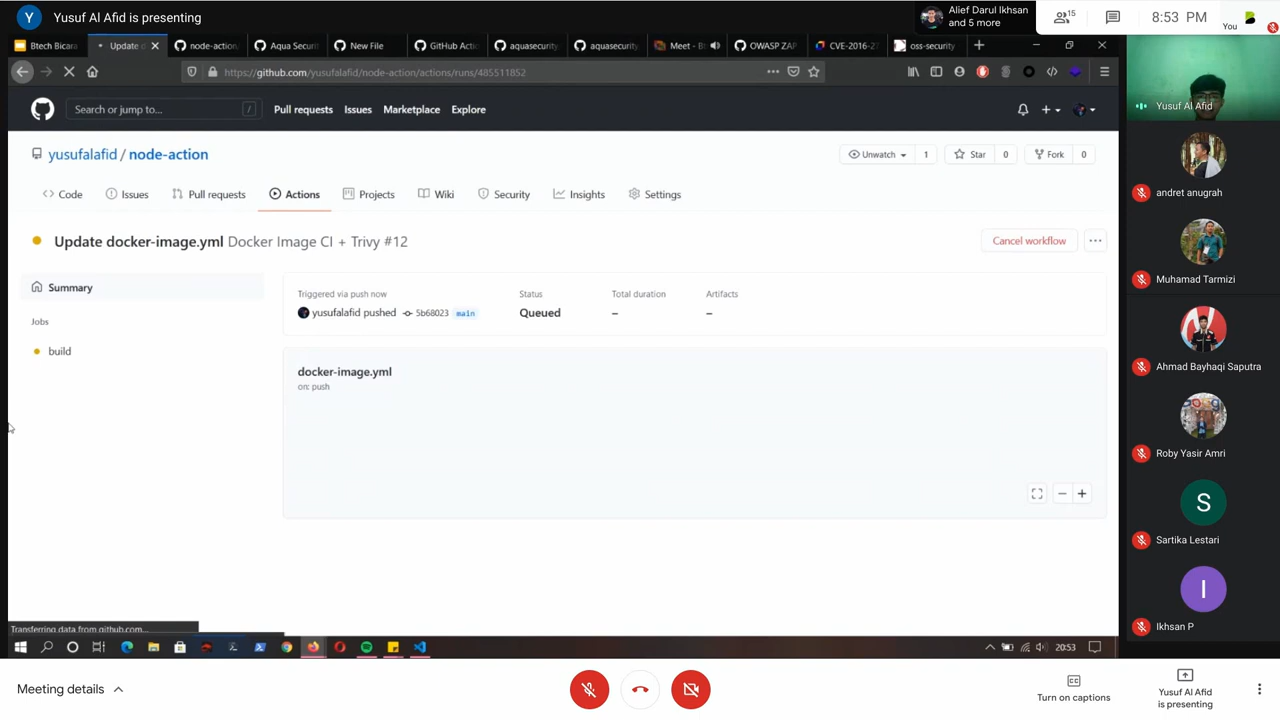 Y
Yusuf Al Afid is presenting
Alief Darul Ikhsan
and 5 more
15
8:53 PM
You
Btech Bicara
Update d
node-action
Aqua Securi
New File
GitHub Acti
aquasecurity
aquasecurity
Meet - B
OWASP ZAP
CVE-2016-27
oss-security
https://github.com/yusufalafid/node-action/actions/runs/485511852
Search or jump to...
/
Pull requests
Issues
Marketplace
Explore
yusufalafid / node-action
Unwatch
1
Star
0
Fork
0
Code
Issues
Pull requests
Actions
Projects
Wiki
Security
Insights
Settings
Update docker-image.yml Docker Image CI + Trivy #12
Cancel workflow
Summary
Jobs
build
Triggered via push now
yusufalafid pushed 5b68023 main
Status
Queued
Total duration
–
Artifacts
–
docker-image.yml
on: push
Transferring data from github.com...
20:53
Yusuf Al Afid
andret anugrah
Muhamad Tarmizi
Ahmad Bayhaqi Saputra
Roby Yasir Amri
S
Sartika Lestari
I
Ikhsan P
Meeting details
Turn on captions
Yusuf Al Afid
is presenting